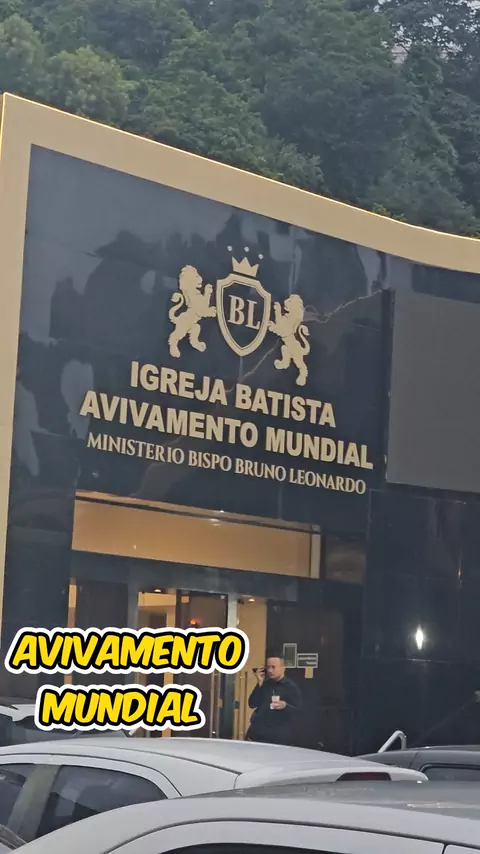 BL
IGREJA BATISTA
AVIVAMENTO MUNDIAL
MINISTERIO BISPO BRUNO LEONARDO
AVIVAMENTO
MUNDIAL